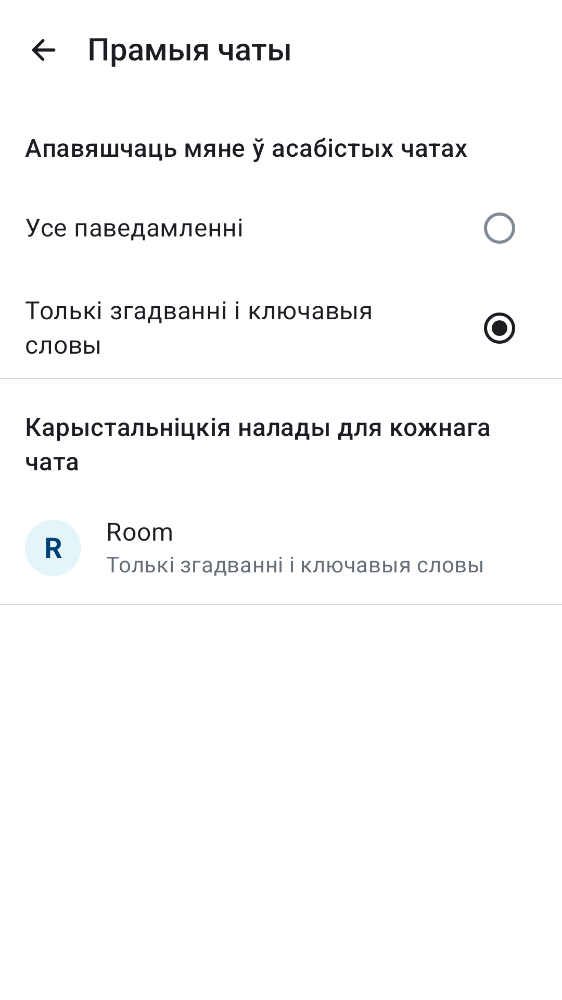 Прамыя чаты
Апавяшчаць мяне ў асабістых чатах
Усе паведамленні
Толькі згадванні і ключавыя
словы
Карыстальніцкія налады для кожнага
чата
R
Room
Толькі згадванні і ключавыя словы